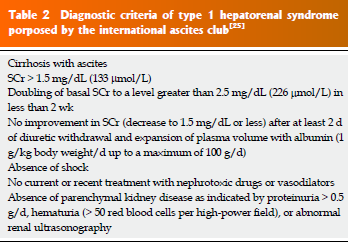 Table 2 Diagnostic criteria of type 1 hepatorenal syndrome
porposed by the international ascites club[25]
Cirrhosis with ascites
SCr > 1.5 mg/dL (133 μmol/L)
Doubling of basal SCr to a level greater than 2.5 mg/dL (226 μmol/L) in
less than 2 wk
No improvement in SCr (decrease to 1.5 mg/dL or less) after at least 2 d
of diuretic withdrawal and expansion of plasma volume with albumin (1
g/kg body weight/d up to a maximum of 100 g/d)
Absence of shock
No current or recent treatment with nephrotoxic drugs or vasodilators
Absence of parenchymal kidney disease as indicated by proteinuria > 0.5
g/d, hematuria (> 50 red blood cells per high-power field), or abnormal
renal ultrasonography